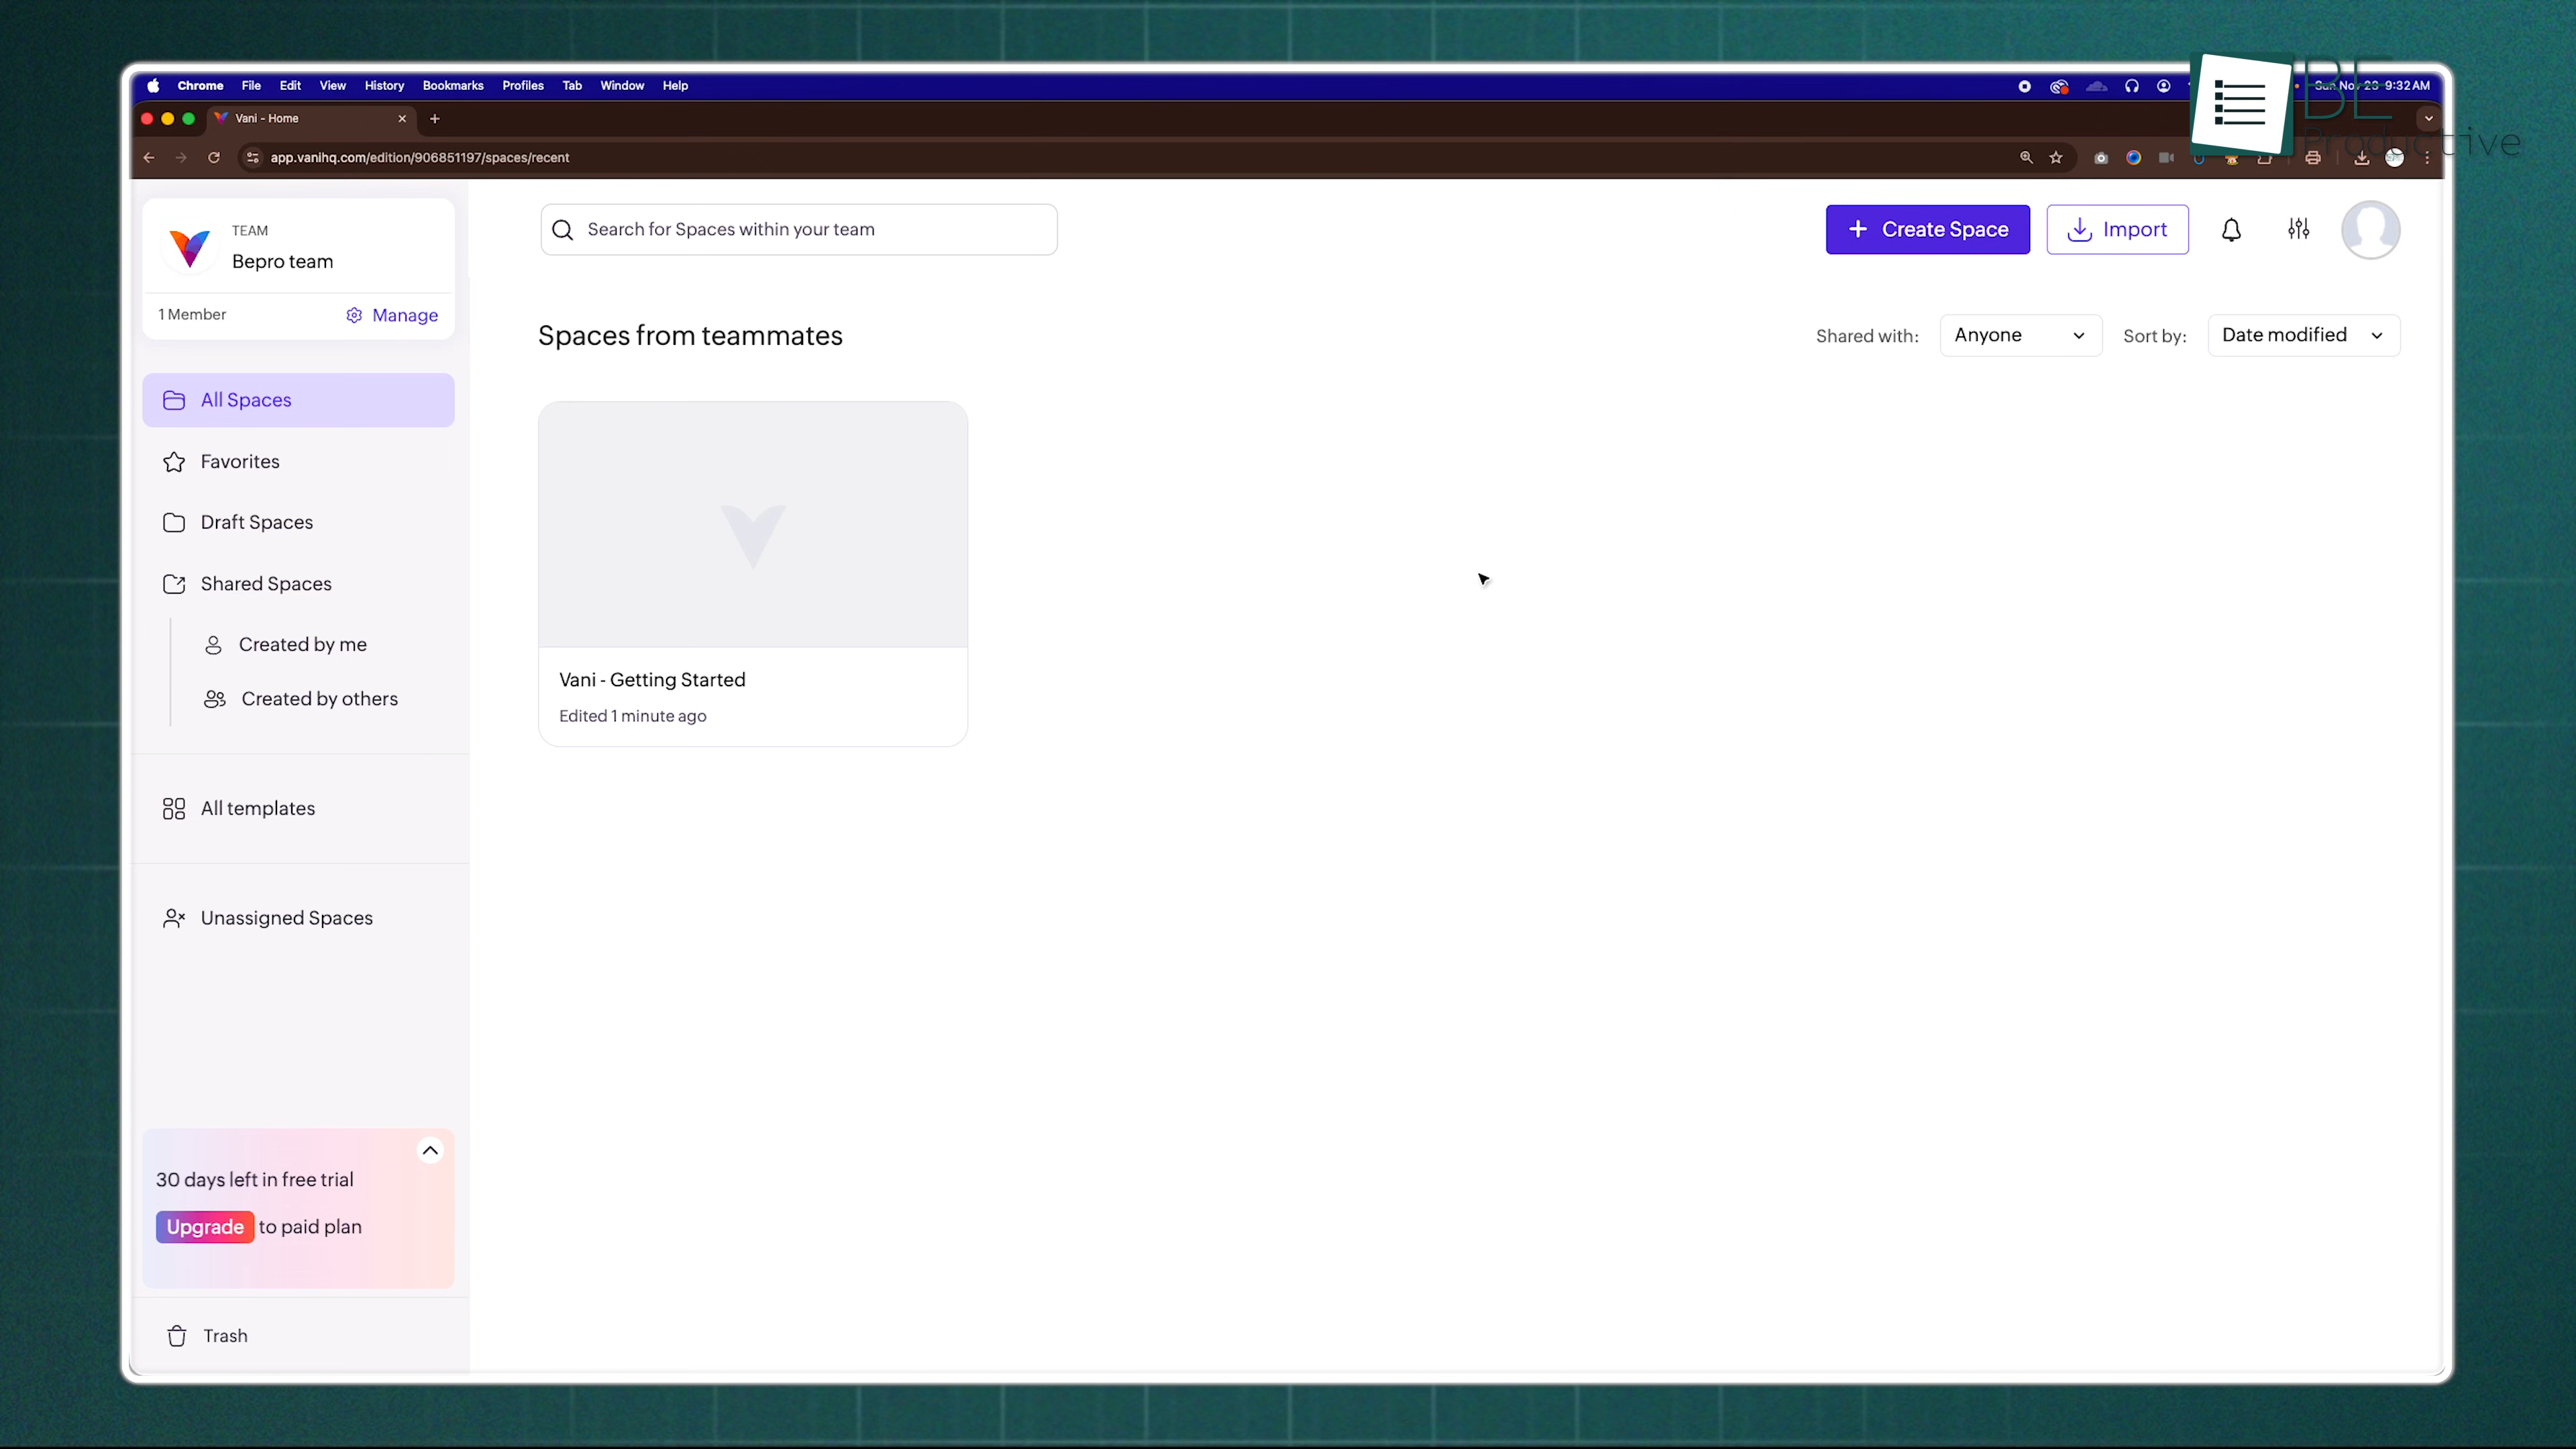 Chrome File Edit View History Bookmarks Profiles Tab Window Help
9:32 AM
BE
Productive
Vani - Home
app.vanihq.com/edition/906851197/spaces/recent
TEAM
Bepro team
1 Member Manage
Search for Spaces within your team
Create Space
Import
Spaces from teammates
Shared with: Anyone Sort by: Date modified
All Spaces
Favorites
Draft Spaces
Shared Spaces
Created by me
Created by others
All templates
Unassigned Spaces
Vani - Getting Started
Edited 1 minute ago
30 days left in free trial
Upgrade to paid plan
Trash